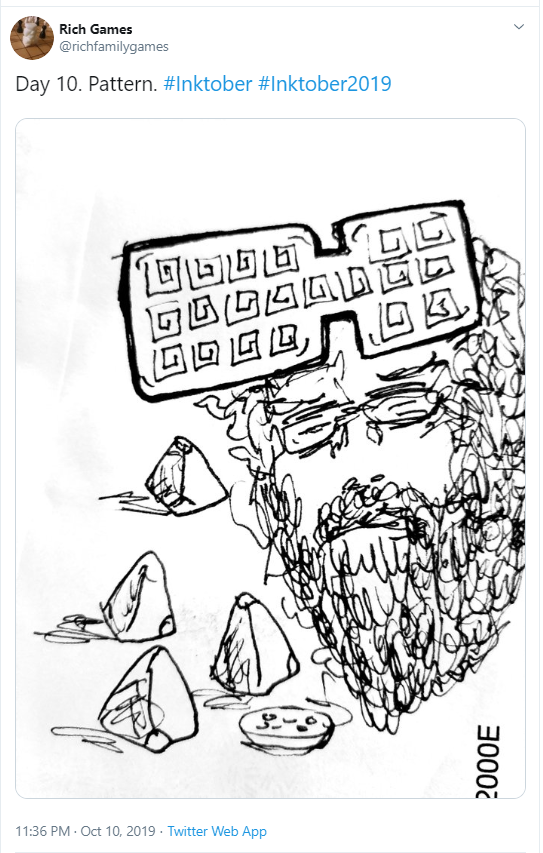 Rich Games
@richfamilygames
Day 10. Pattern. #Inktober #Inktober2019
2000E
11:36 PM · Oct 10, 2019 · Twitter Web App